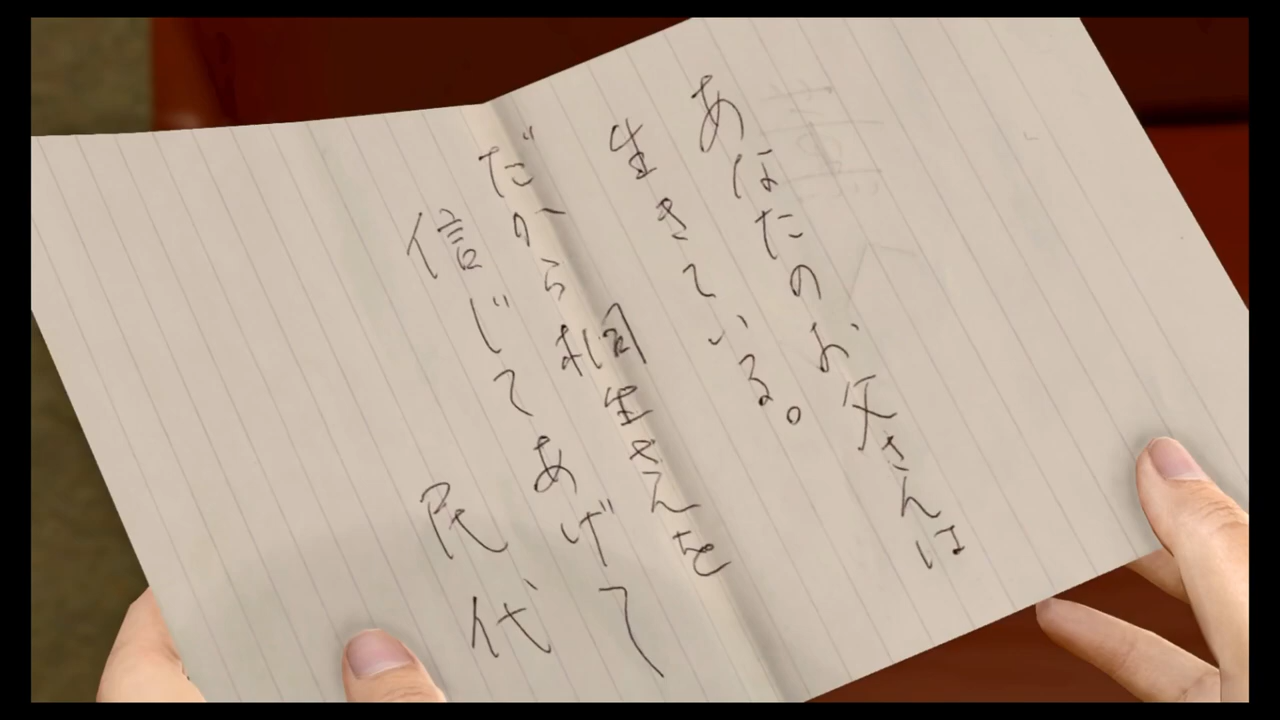 あなたのお父さんは
生きている。
だから桐生さんを
信じてあげて
民代